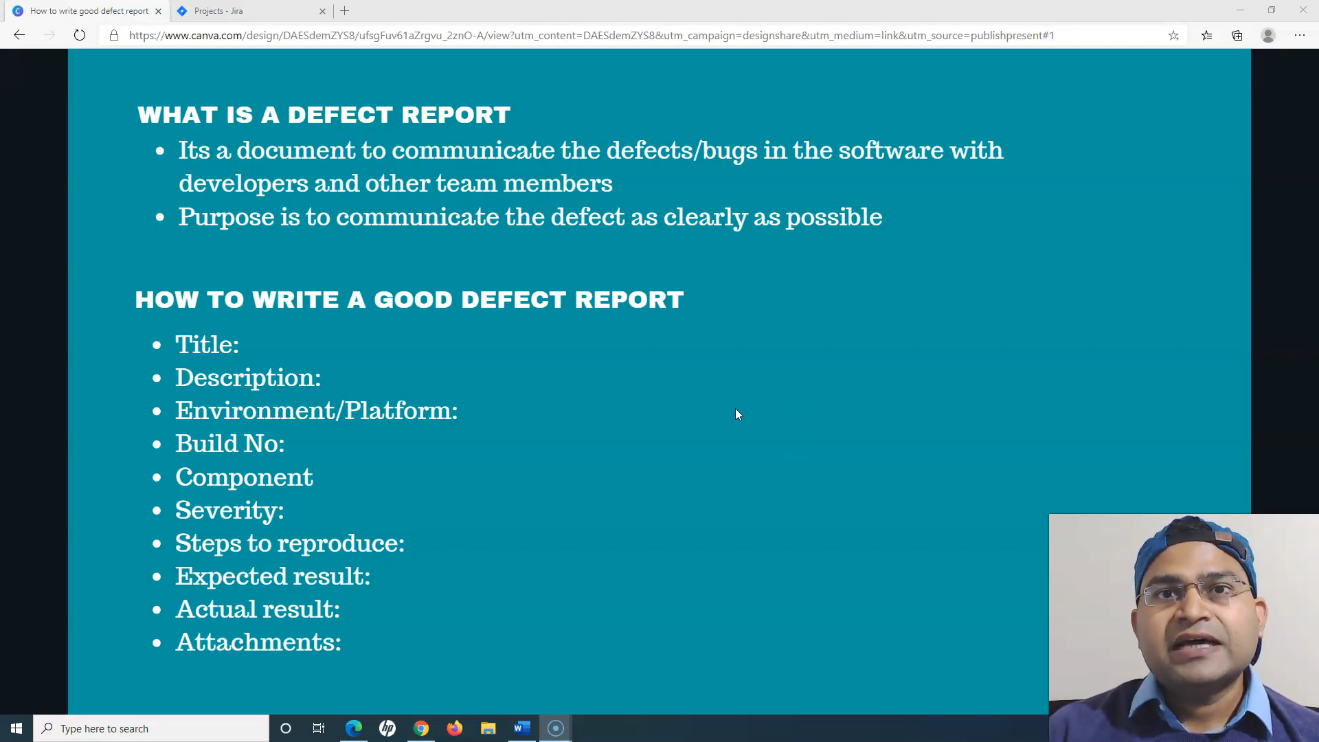 How to write good defect report
Projects - Jira
https://www.canva.com/design/DAESdemZYS8/ufsgFuv61aZrgvu_2znO-A/view?utm_content=DAESdemZYS8&utm_campaign=designshare&utm_medium=link&utm_source=publishpresent#1
WHAT IS A DEFECT REPORT
• Its a document to communicate the defects/bugs in the software with
developers and other team members
• Purpose is to communicate the defect as clearly as possible
HOW TO WRITE A GOOD DEFECT REPORT
• Title:
• Description:
• Environment/Platform:
• Build No:
• Component
• Severity:
• Steps to reproduce:
• Expected result:
• Actual result:
• Attachments:
Type here to search